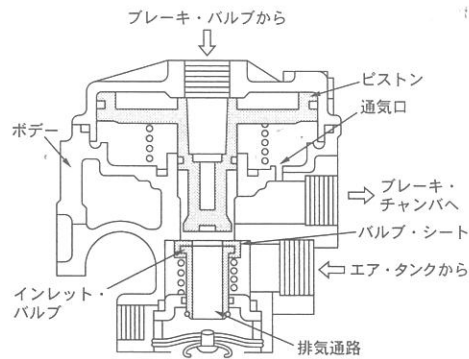 ブレーキ・バルブから
ピストン
通気口
ボデー
ブレーキ・
チャンバへ
バルブ・シート
エア・タンクから
インレット・
バルブ
排気通路